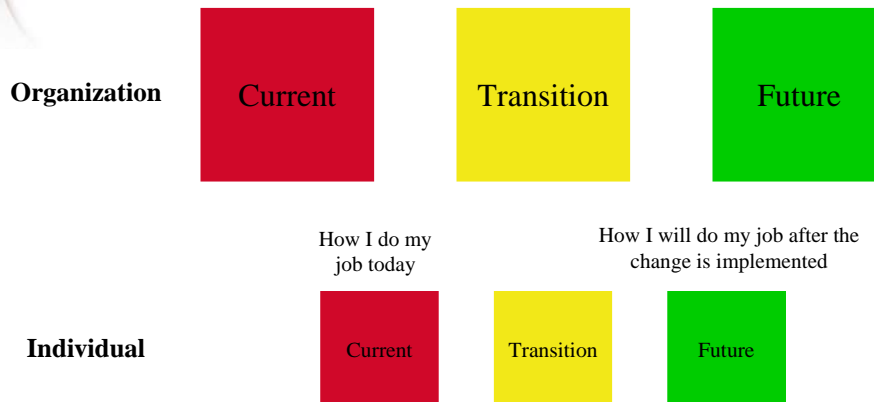 Organization
Current
Transition
Future
How I do my
job today
How I will do my job after the
change is implemented
Individual
Current
Transition
Future